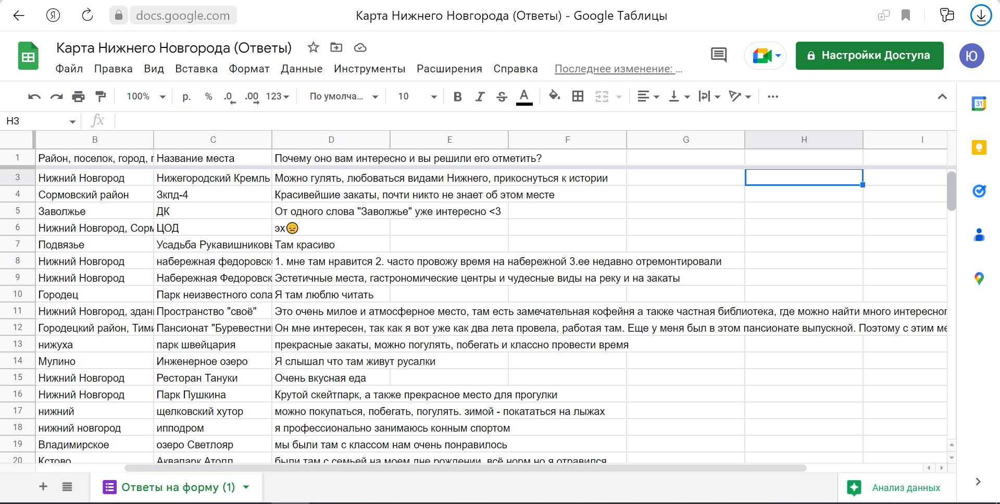 docs.google.com
Карта Нижнего Новгорода (Ответы) - Google Таблицы
Карта Нижнего Новгорода (Ответы)
Файл Правка Вид Вставка Формат Данные Инструменты Расширения Справка Последнее изменение: ...
Настройки Доступа
Ю
100% р. % .0 .00 123 По умолча... 10 B I S A
31
H3 fx
B C D E F G H I
1 Район, поселок, город, г Название места Почему оно вам интересно и вы решили его отметить?
3 Нижний Новгород Нижегородский Кремль Можно гулять, любоваться видами Нижнего, прикоснуться к истории
4 Сормовский район Зкпд-4 Красивейшие закаты, почти никто не знает об этом месте
5 Заволжье ДК От одного слова "Заволжье" уже интересно <3
6 Нижний Новгород, Сорм ЦОД эх😔
7 Подвязье Усадьба Рукавишниковы Там красиво
8 Нижний Новгород набережная федоровско 1. мне там нравится 2. часто провожу время на набережной 3.ее недавно отремонтировали
9 Нижний Новгород Набережная Федоровск Эстетичные места, гастрономические центры и чудесные виды на реку и на закаты
10 Городец Парк неизвестного солд Я там люблю читать
11 Нижний Новгород, здани Пространство "своё" Это очень милое и атмосферное место, там есть замечательная кофейня а также частная библиотека, где можно найти много интересног
12 Городецкий район, Тими Пансионат "Буревестни Он мне интересен, так как я вот уже как два лета провела, работая там. Еще у меня был в этом пансионате выпускной. Поэтому с этим ме
13 нижуха парк швейцария прекрасные закаты, можно погулять, побегать и классно провести время
14 Мулино Инженерное озеро Я слышал что там живут русалки
15 Нижний Новгород Ресторан Тануки Очень вкусная еда
16 Нижний Новгород Парк Пушкина Крутой скейтпарк, а также прекрасное место для прогулки
17 нижний щелковский хутор можно покупаться, побегать, погулять. зимой - покататься на лыжах
18 нижний новгород ипподром я профессионально занимаюсь конным спортом
19 Владимирское озеро Светлояр мы были там с классом нам очень понравилось
20 Кстово Аквапарк Атолл были там с семьей на моем дне рождении, всё норм но я отравился
Ответы на форму (1)
Анализ данных